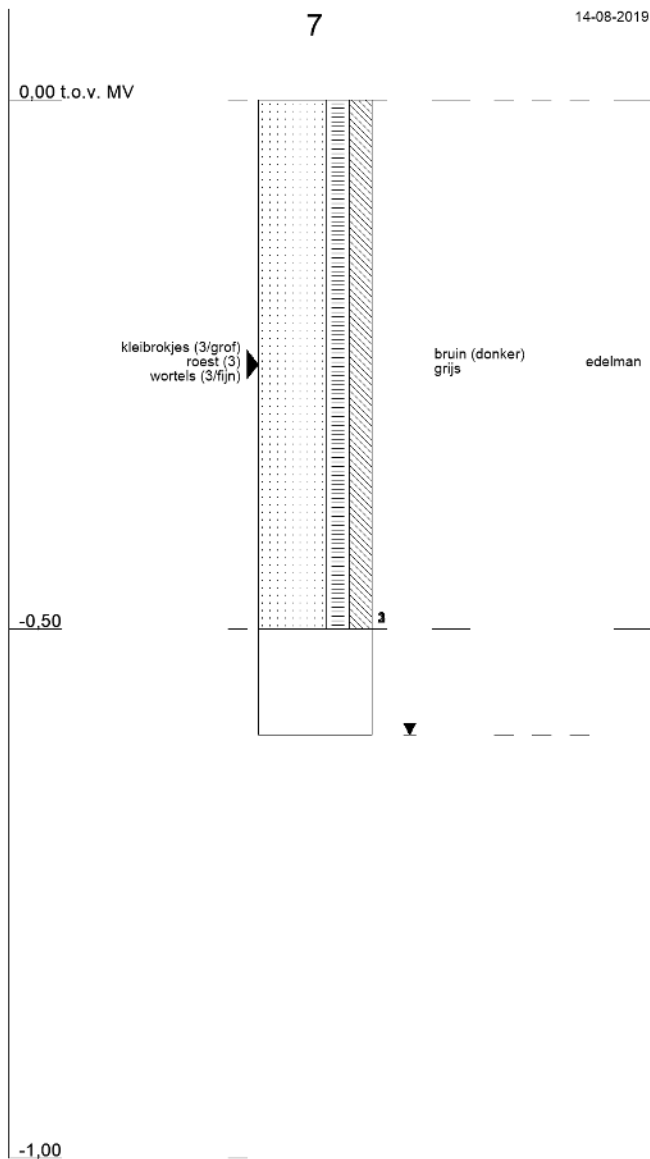 7
14-08-2019
0,00 t.o.v. MV
kleibrokjes (3/grof)
roest (3)
wortels (3/fijn)
bruin (donker)
grijs
edelman
-0,50
-1,00